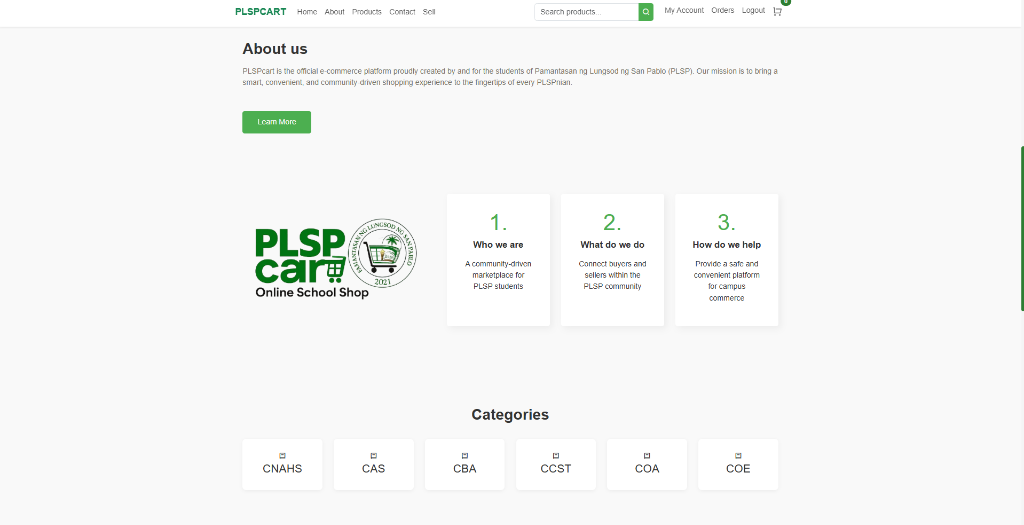 PLSPCART Home About Products Contact Sell Search products... My Account Orders Logout
About us
PLSPcart is the official e-commerce platform proudly created by and for the students of Pamantasan ng Lungsod ng San Pablo (PLSP). Our mission is to bring a
smart, convenient, and community-driven shopping experience to the fingertips of every PLSPnian.
Learn More
PLSP
cart
Online School Shop
PAMANTASAN NG LUNGSOD NG SAN PABLO
2021
1.
Who we are
A community-driven
marketplace for
PLSP students
2.
What do we do
Connect buyers and
sellers within the
PLSP community
3.
How do we help
Provide a safe and
convenient platform
for campus
commerce
Categories
CNAHS CAS CBA CCST COA COE